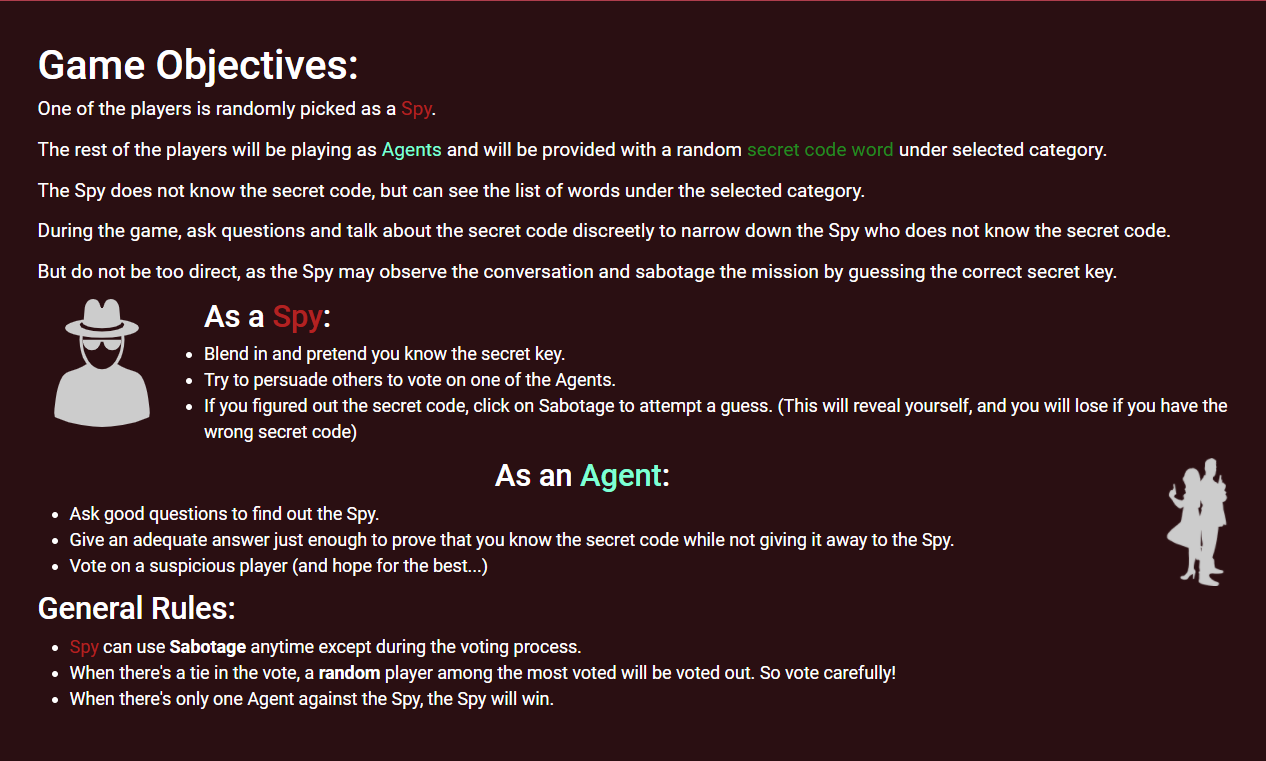 Game Objectives:
One of the players is randomly picked as a Spy.
The rest of the players will be playing as Agents and will be provided with a random secret code word under selected category.
The Spy does not know the secret code, but can see the list of words under the selected category.
During the game, ask questions and talk about the secret code discreetly to narrow down the Spy who does not know the secret code.
But do not be too direct, as the Spy may observe the conversation and sabotage the mission by guessing the correct secret key.
As a Spy:
• Blend in and pretend you know the secret key.
• Try to persuade others to vote on one of the Agents.
• If you figured out the secret code, click on Sabotage to attempt a guess. (This will reveal yourself, and you will lose if you have the
wrong secret code)
As an Agent:
• Ask good questions to find out the Spy.
• Give an adequate answer just enough to prove that you know the secret code while not giving it away to the Spy.
• Vote on a suspicious player (and hope for the best...)
General Rules:
• Spy can use Sabotage anytime except during the voting process.
• When there's a tie in the vote, a random player among the most voted will be voted out. So vote carefully!
• When there's only one Agent against the Spy, the Spy will win.